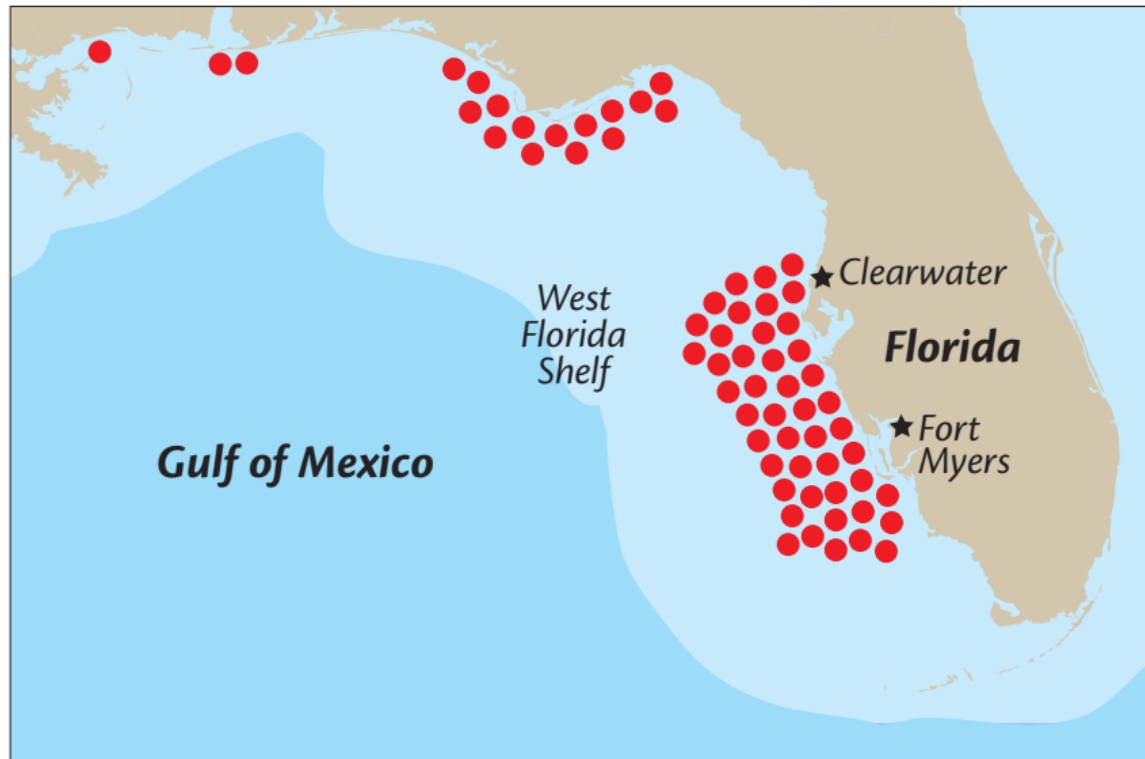 Clearwater
West
Florida
Shelf
Florida
Fort
Myers
Gulf of Mexico